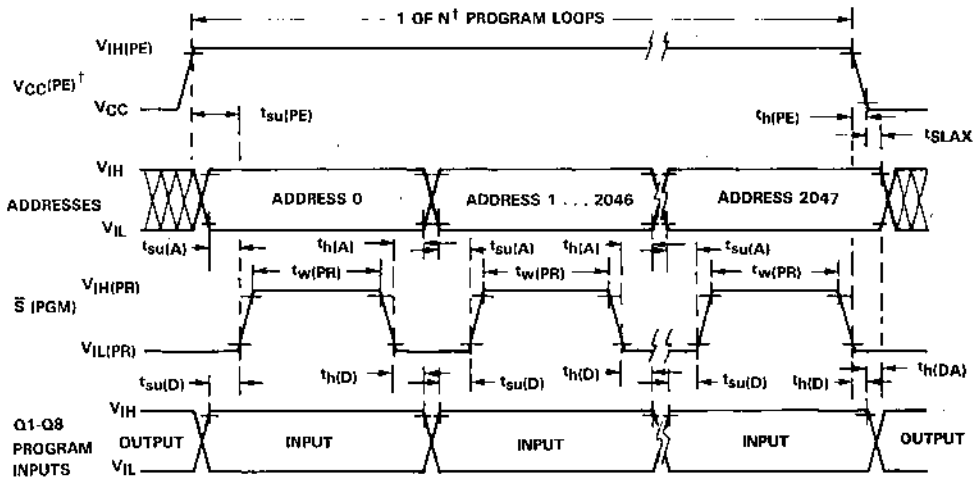 1 OF N† PROGRAM LOOPS
VIH(PE)
VCC(PE)†
VCC
tsu(PE)
th(PE)
tSLAX
VIH
ADDRESSES
VIL
ADDRESS 0
ADDRESS 1 . . . 2046
ADDRESS 2047
tsu(A)
th(A)
tsu(A)
th(A)
tsu(A)
tw(PR)
tw(PR)
tw(PR)
VIH(PR)
S̅ (PGM)
VIL(PR)
tsu(D)
th(D)
tsu(D)
th(D)
tsu(D)
th(D)
th(DA)
VIH
Q1-Q8
PROGRAM
INPUTS
VIL
OUTPUT
INPUT
INPUT
INPUT
OUTPUT